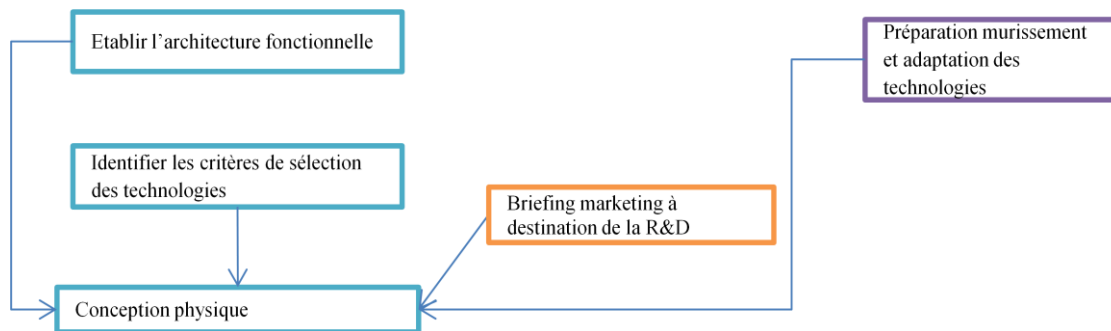 Etablir l’architecture fonctionnelle
Préparation murissement
et adaptation des
technologies
Identifier les critères de sélection
des technologies
Briefing marketing à
destination de la R&D
Conception physique